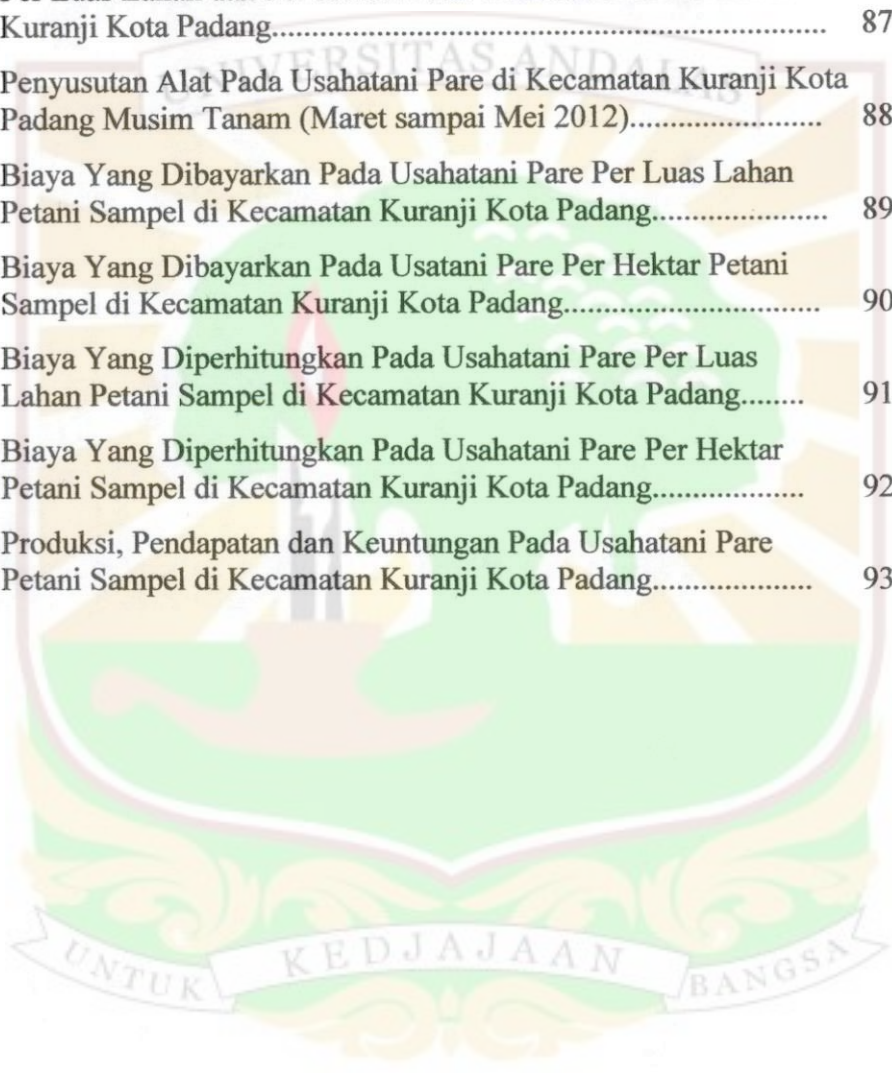 Kuranji Kota Padang.................................................................... 87
Penyusutan Alat Pada Usahatani Pare di Kecamatan Kuranji Kota
Padang Musim Tanam (Maret sampai Mei 2012)........................ 88
Biaya Yang Dibayarkan Pada Usahatani Pare Per Luas Lahan
Petani Sampel di Kecamatan Kuranji Kota Padang...................... 89
Biaya Yang Dibayarkan Pada Usatani Pare Per Hektar Petani
Sampel di Kecamatan Kuranji Kota Padang................................ 90
Biaya Yang Diperhitungkan Pada Usahatani Pare Per Luas
Lahan Petani Sampel di Kecamatan Kuranji Kota Padang........ 91
Biaya Yang Diperhitungkan Pada Usahatani Pare Per Hektar
Petani Sampel di Kecamatan Kuranji Kota Padang................... 92
Produksi, Pendapatan dan Keuntungan Pada Usahatani Pare
Petani Sampel di Kecamatan Kuranji Kota Padang.................... 93
UNIVERSITAS ANDALAS
UNTUK KEDJAJAAN BANGSA